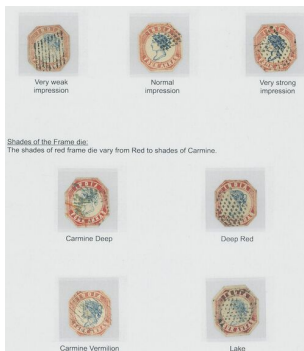 Very weak
impression
Normal
impression
Very strong
impression
Shades of the Frame die:
The shades of red frame die vary from Red to shades of Carmine.
Carmine Deep
Deep Red
Carmine Vermilion
Lake